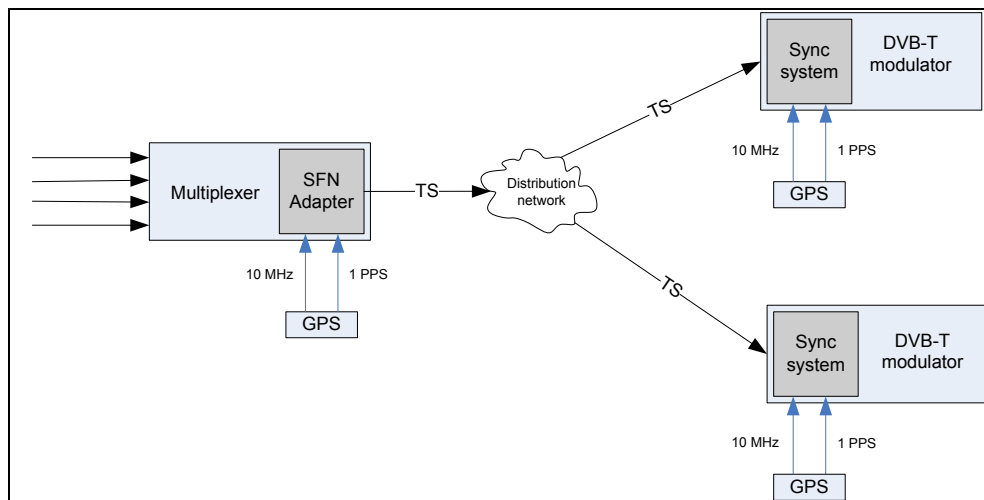 Multiplexer
SFN
Adapter
10 MHz
1 PPS
GPS
TS
Distribution
network
TS
Sync
system
DVB-T
modulator
10 MHz
1 PPS
GPS
TS
Sync
system
DVB-T
modulator
10 MHz
1 PPS
GPS